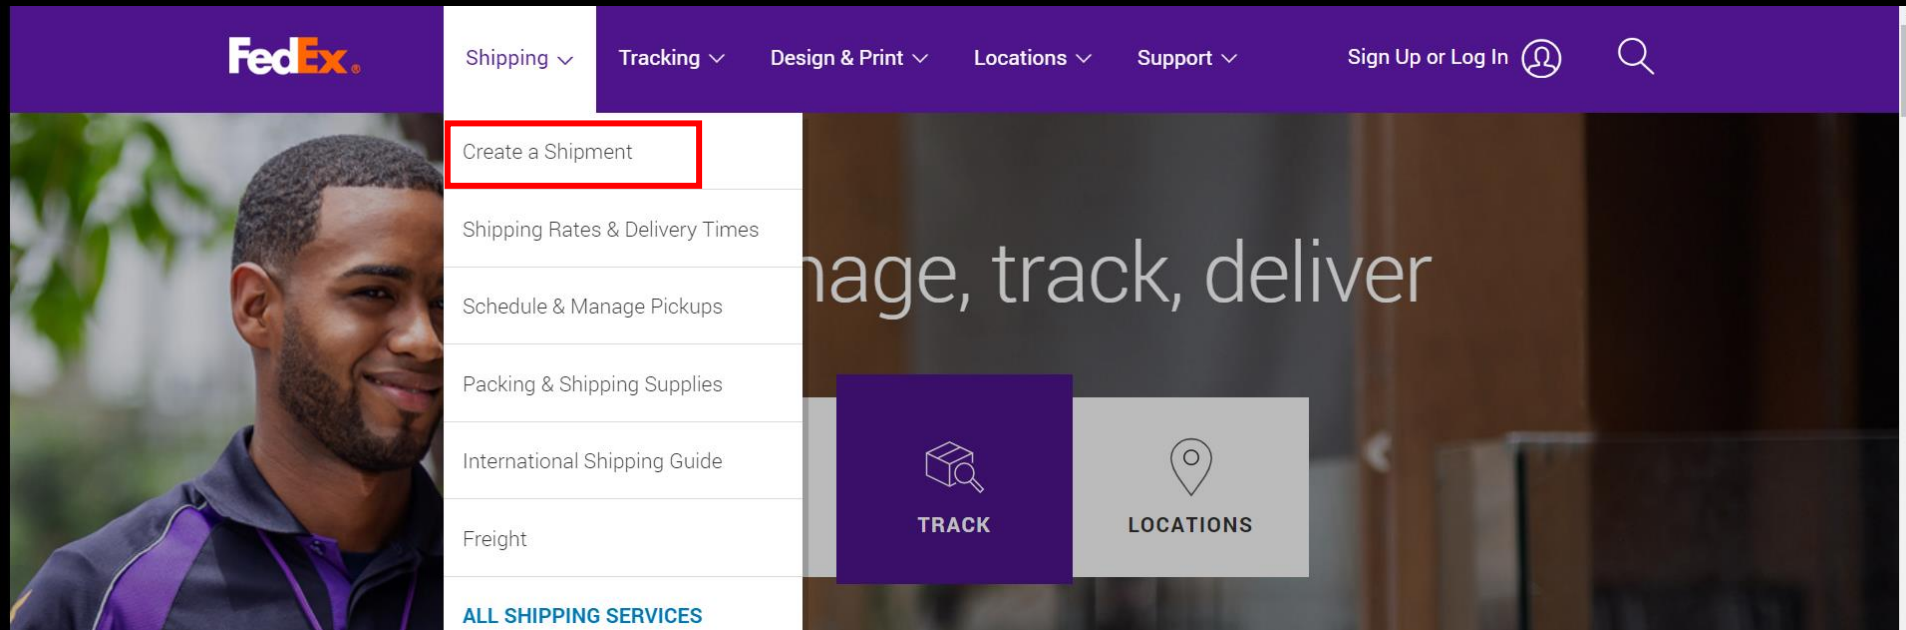 FedEx®
Shipping
Tracking
Design & Print
Locations
Support
Sign Up or Log In
Create a Shipment
Shipping Rates & Delivery Times
Schedule & Manage Pickups
Packing & Shipping Supplies
International Shipping Guide
Freight
ALL SHIPPING SERVICES
nage, track, deliver
TRACK
LOCATIONS